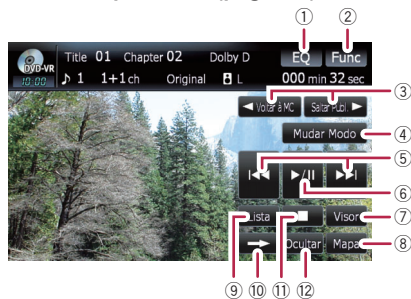 ① ②
DVD-VR Title 01 Chapter 02 Dolby D EQ Func
10:00 ♪ 1 1+1 ch Original L 000 min 32 sec
◄ Voltar à MC Saltar Publ. ► ③
Mudar Modo ④
⑤
►/II ⑥
Lista Visor ⑦
Ocultar Mapa ⑧
⑨ ⑩ ⑪ ⑫